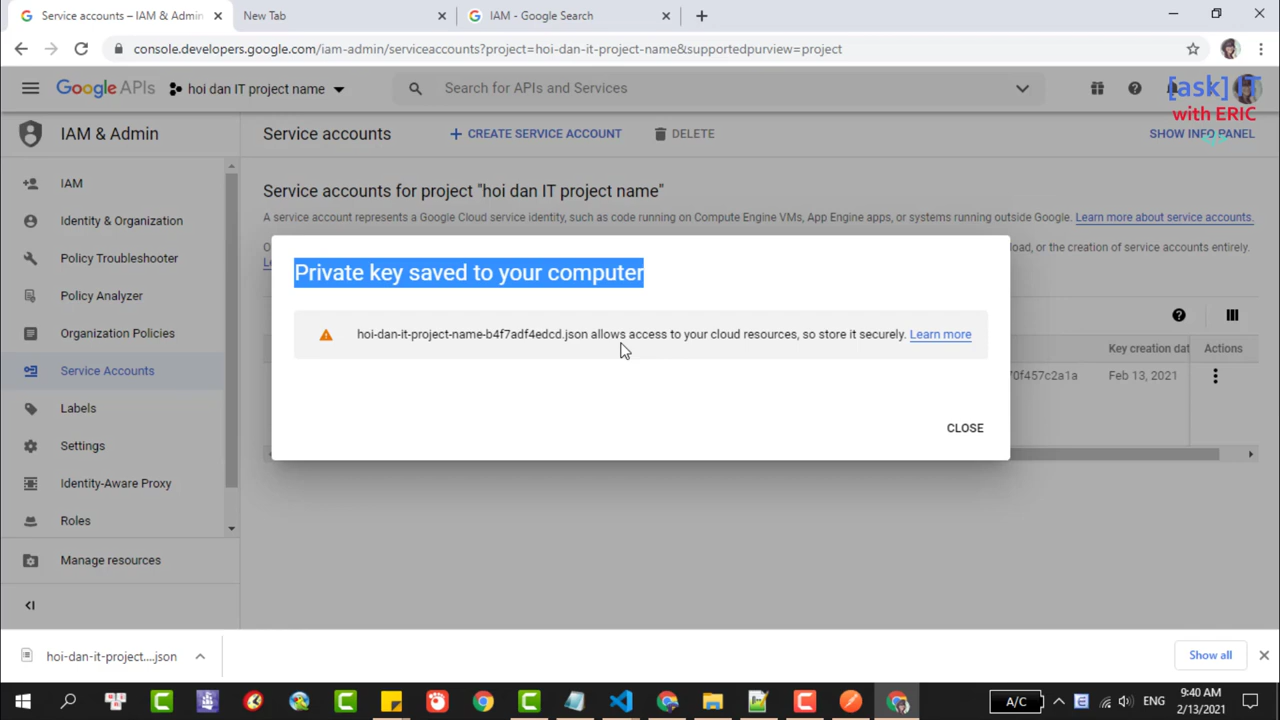 Service accounts – IAM & Admin
New Tab
IAM - Google Search
console.developers.google.com/iam-admin/serviceaccounts?project=hoi-dan-it-project-name&supportedpurview=project
Google APIs
hoi dan IT project name
Search for APIs and Services
[ask] IT
with ERIC
IAM & Admin
Service accounts
CREATE SERVICE ACCOUNT
DELETE
SHOW INFO PANEL
IAM
Identity & Organization
Policy Troubleshooter
Policy Analyzer
Organization Policies
Service Accounts
Labels
Settings
Identity-Aware Proxy
Roles
Manage resources
Service accounts for project "hoi dan IT project name"
A service account represents a Google Cloud service identity, such as code running on Compute Engine VMs, App Engine apps, or systems running outside Google. Learn more about service accounts.
load, or the creation of service accounts entirely.
Private key saved to your computer
hoi-dan-it-project-name-b4f7adf4edcd.json allows access to your cloud resources, so store it securely. Learn more
CLOSE
Key creation dat
Actions
70f457c2a1a
Feb 13, 2021
hoi-dan-it-project....json
Show all
A/C
ENG
9:40 AM
2/13/2021